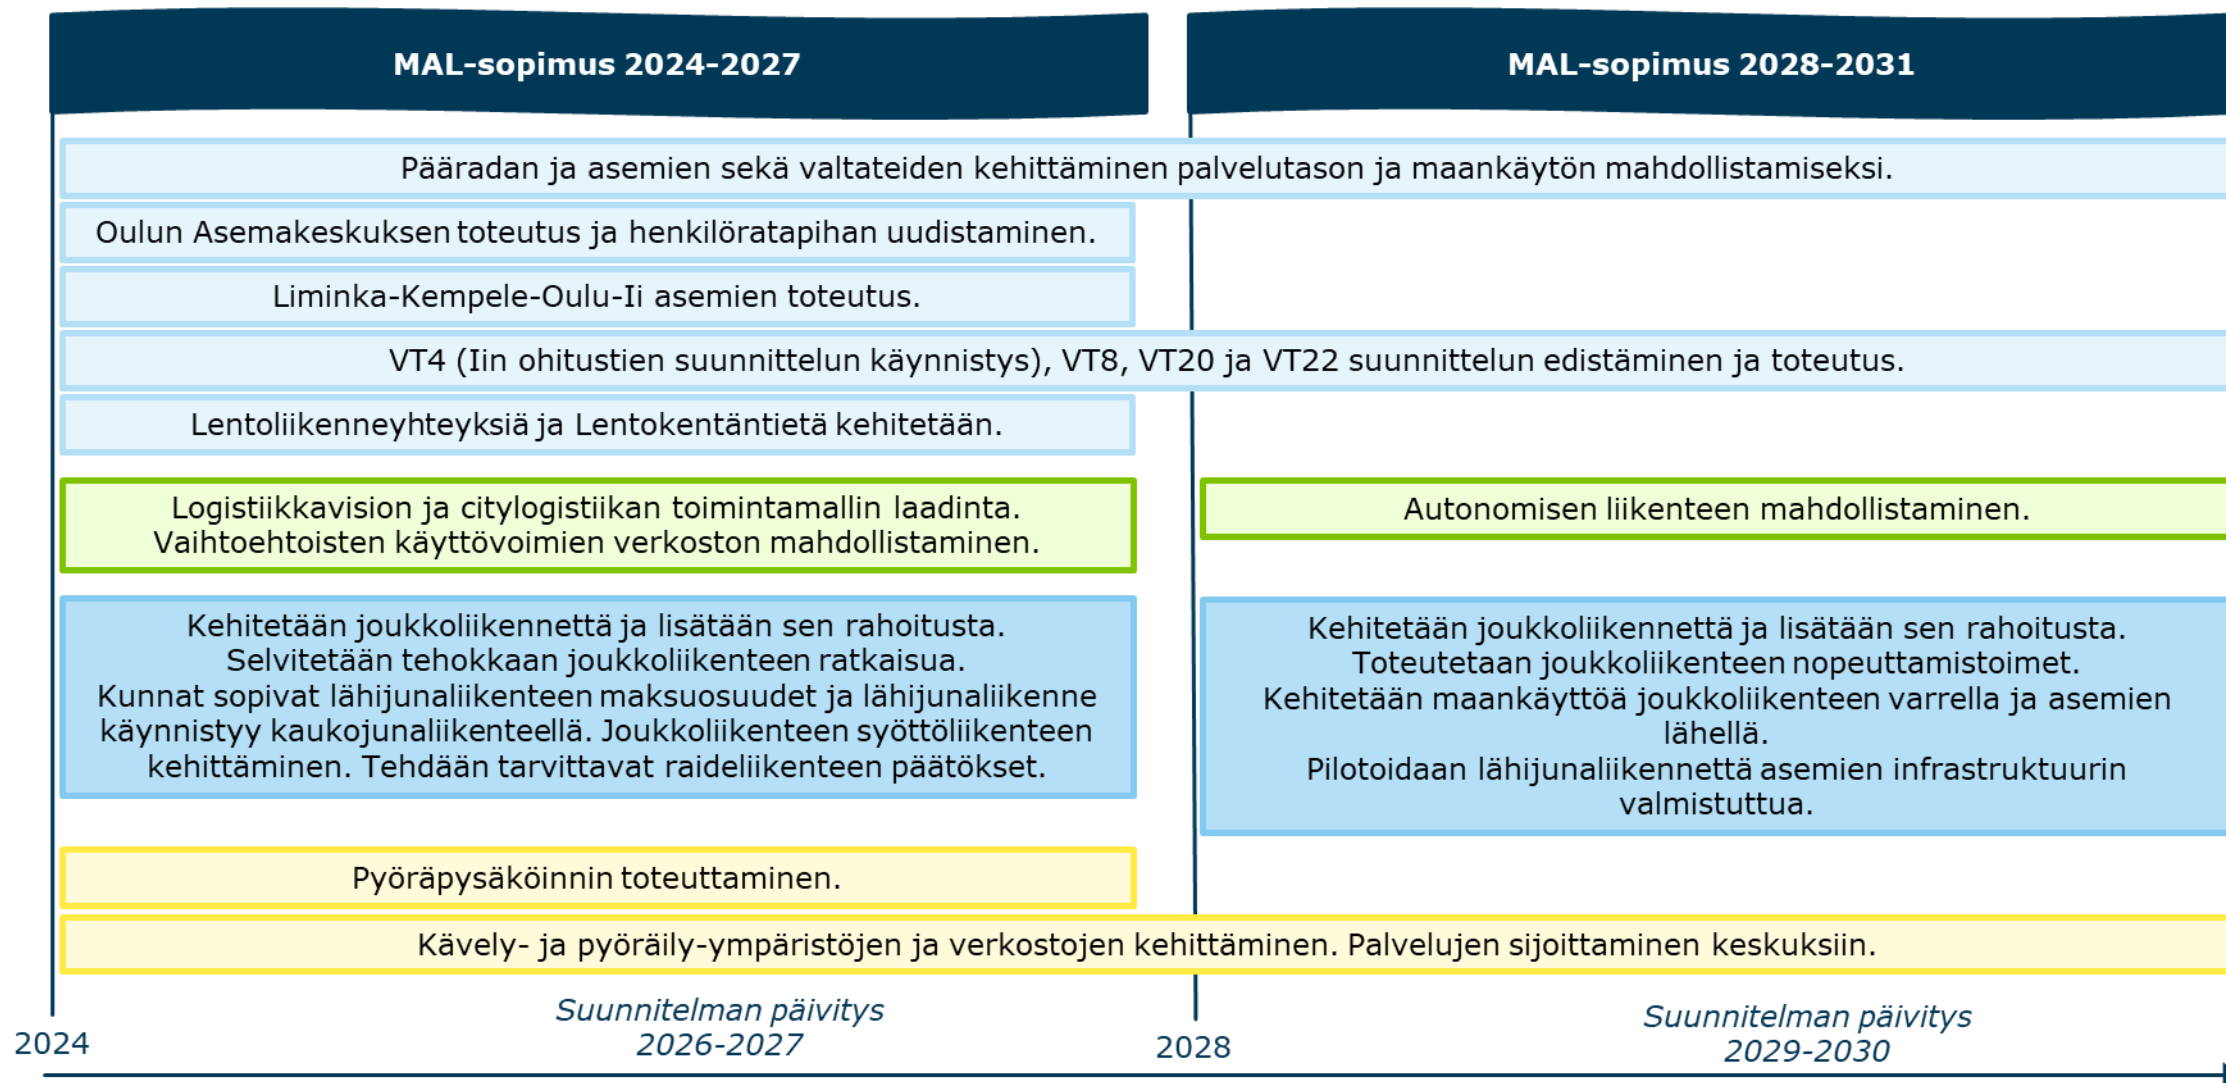 MAL-sopimus 2024-2027
MAL-sopimus 2028-2031
Pääradan ja asemien sekä valtateiden kehittäminen palvelutason ja maankäytön mahdollistamiseksi.
Oulun Asemakeskuksen toteutus ja henkilöratapihan uudistaminen.
Liminka-Kempele-Oulu-Ii asemien toteutus.
VT4 (Iin ohitustien suunnittelun käynnistys), VT8, VT20 ja VT22 suunnittelun edistäminen ja toteutus.
Lentoliikenneyhteyksiä ja Lentokentäntietä kehitetään.
Logistiikkavision ja citylogistiikan toimintamallin laadinta.
Vaihtoehtoisten käyttövoimien verkoston mahdollistaminen.
Autonomisen liikenteen mahdollistaminen.
Kehitetään joukkoliikennettä ja lisätään sen rahoitusta.
Selvitetään tehokkaan joukkoliikenteen ratkaisua.
Kunnat sopivat lähijunaliikenteen maksuosuudet ja lähijunaliikenne
käynnistyy kaukojunaliikenteellä. Joukkoliikenteen syöttöliikenteen
kehittäminen. Tehdään tarvittavat raideliikenteen päätökset.
Kehitetään joukkoliikennettä ja lisätään sen rahoitusta.
Toteutetaan joukkoliikenteen nopeuttamistoimet.
Kehitetään maankäyttöä joukkoliikenteen varrella ja asemien
lähellä.
Pilotoidaan lähijunaliikennettä asemien infrastruktuurin
valmistuttua.
Pyöräpysäköinnin toteuttaminen.
Kävely- ja pyöräily-ympäristöjen ja verkostojen kehittäminen. Palvelujen sijoittaminen keskuksiin.
Suunnitelman päivitys
2026-2027
Suunnitelman päivitys
2029-2030
2024
2028